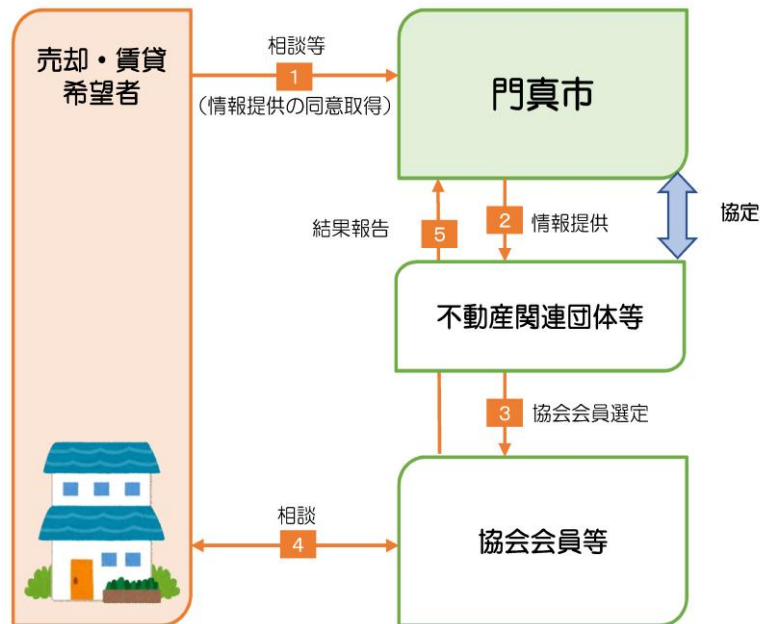 売却・賃貸
希望者
相談等
1
（情報提供の同意取得）
門真市
結果報告
5
2
情報提供
協定
不動産関連団体等
3
協会会員選定
相談
4
協会会員等